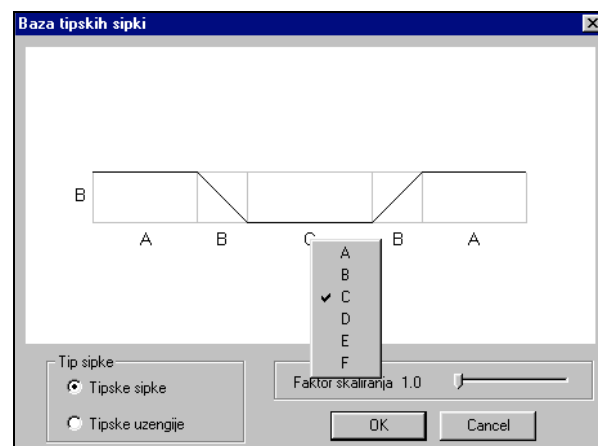 Baza tipskih sipki
B
A B C B A
A
B
C
D
E
F
Tip sipke
Tipske sipke
Tipske uzengije
Faktor skaliranja 1.0
OK Cancel